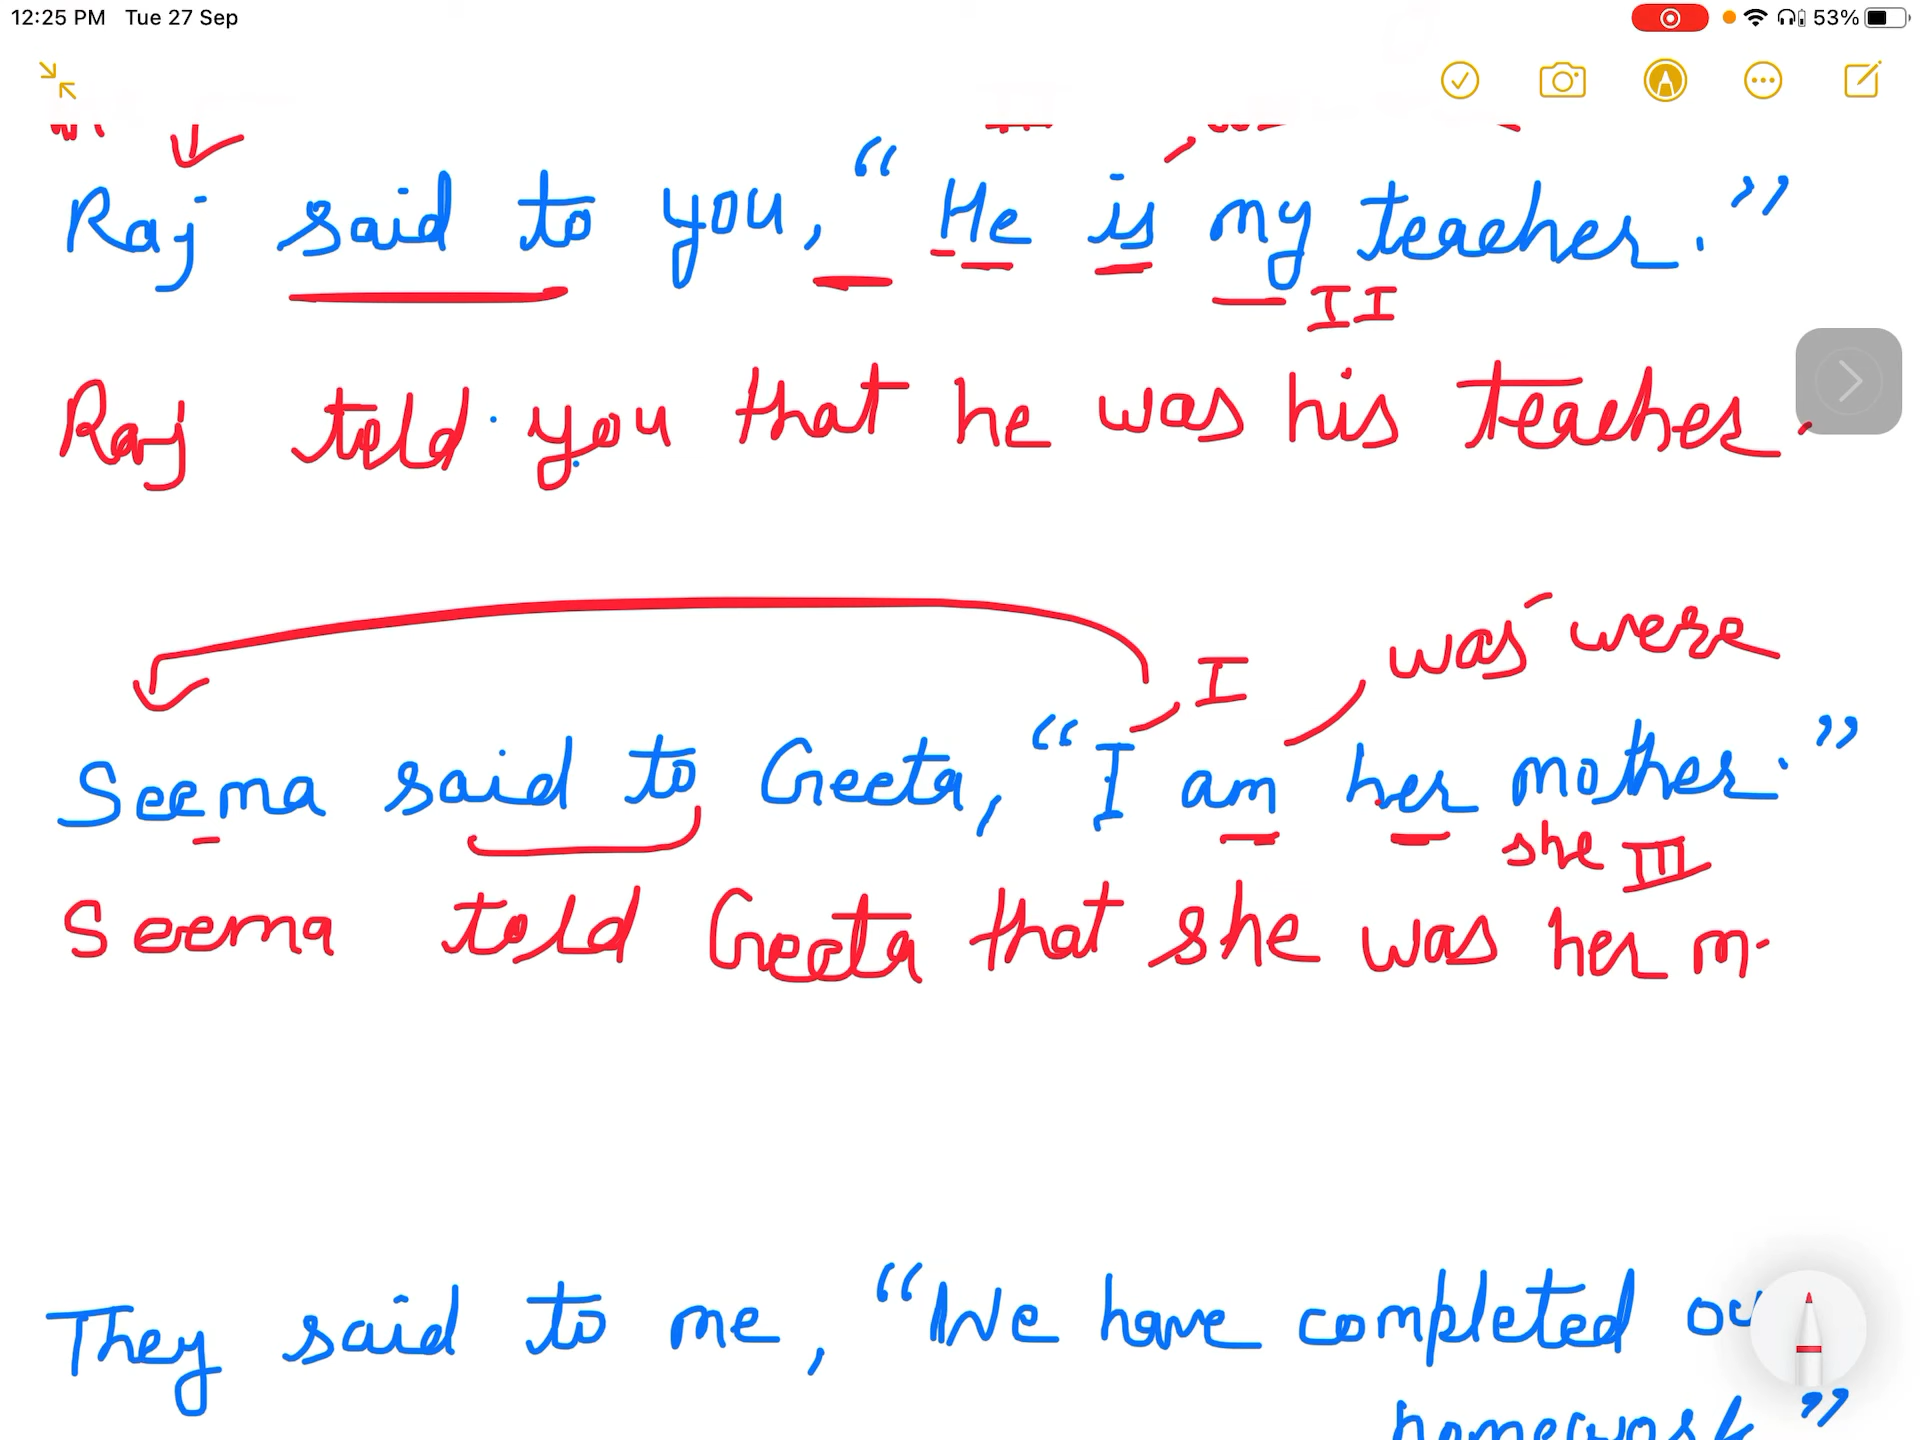 12:25 PM Tue 27 Sep 53%
Raj said to you, “He is my teacher.”
II
Raj told you that he was his teacher.
was were
I
Seema said to Geeta, “I am her mother.”
she III
Seema told Geeta that she was her m.
They said to me, “We have completed
homework”